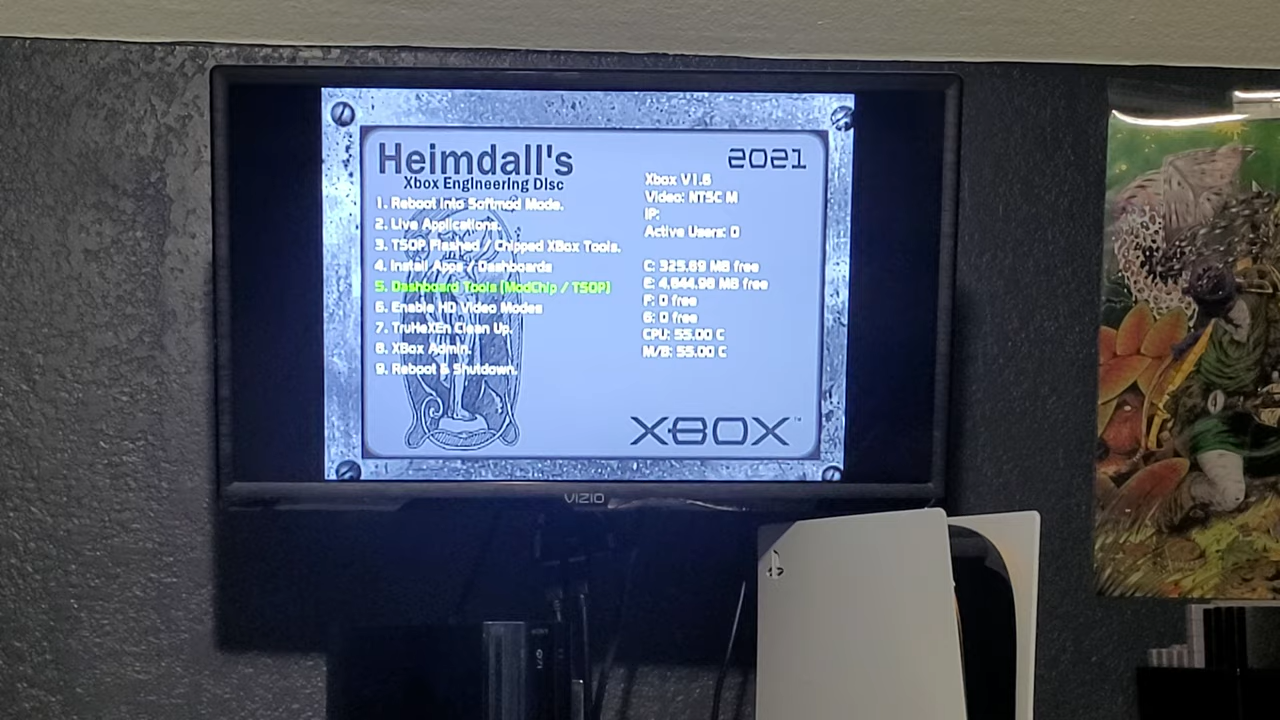 Heimdall's
Xbox Engineering Disc
2021
1. Reboot into Softmod Mode.
2. Live Applications.
3. TSOP Flashed / Chipped XBox Tools.
4. Install Apps / Dashboards
5. Dashboard Tools [ModChip / TSOP]
6. Enable HD Video Modes
7. TruHeXEn Clean Up.
8. XBox Admin.
9. Reboot & Shutdown.
Xbox V1.6
Video: NTSC M
IP:
Active Users: 0
C: 325.69 MB free
E: 4,644.98 MB free
F: 0 free
G: 0 free
CPU: 55.00 C
M/B: 55.00 C
XBOX™
VIZIO